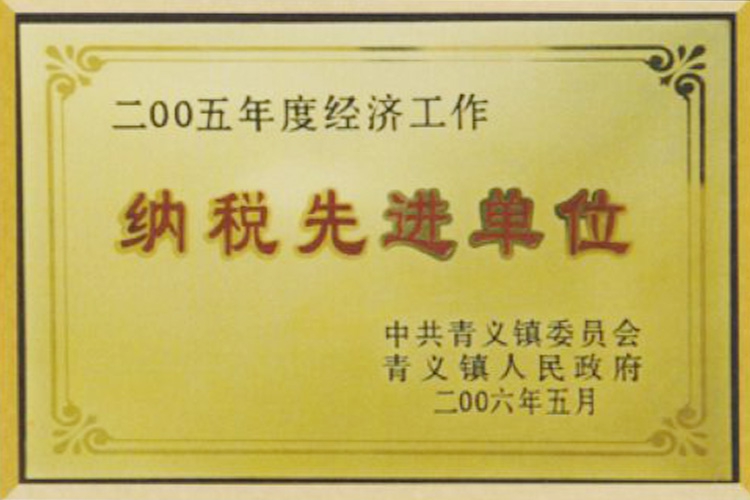 二00五年度经济工作
纳税先进单位
中共青义镇委员会
青义镇人民政府
二00六年五月